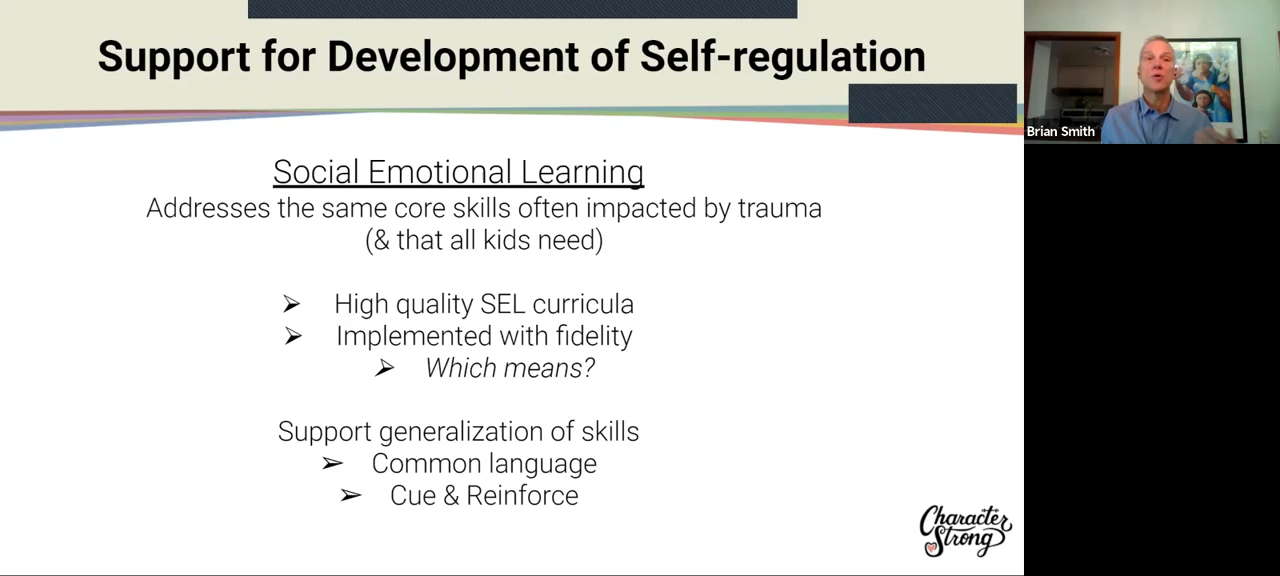 Support for Development of Self-regulation
Brian Smith
Social Emotional Learning
Addresses the same core skills often impacted by trauma
(& that all kids need)
➢ High quality SEL curricula
➢ Implemented with fidelity
➢ Which means?
Support generalization of skills
➢ Common language
➢ Cue & Reinforce
Character
Strong